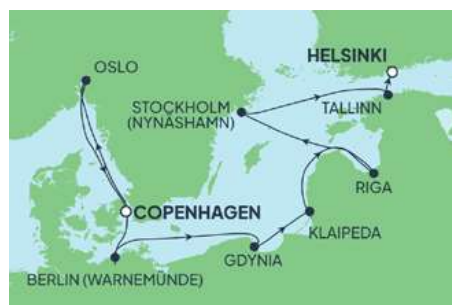 HELSINKI
OSLO
STOCKHOLM
(NYNASHAMN)
TALLINN
RIGA
COPENHAGEN
KLAIPEDA
GDYNIA
BERLIN (WARNEMÜNDE)